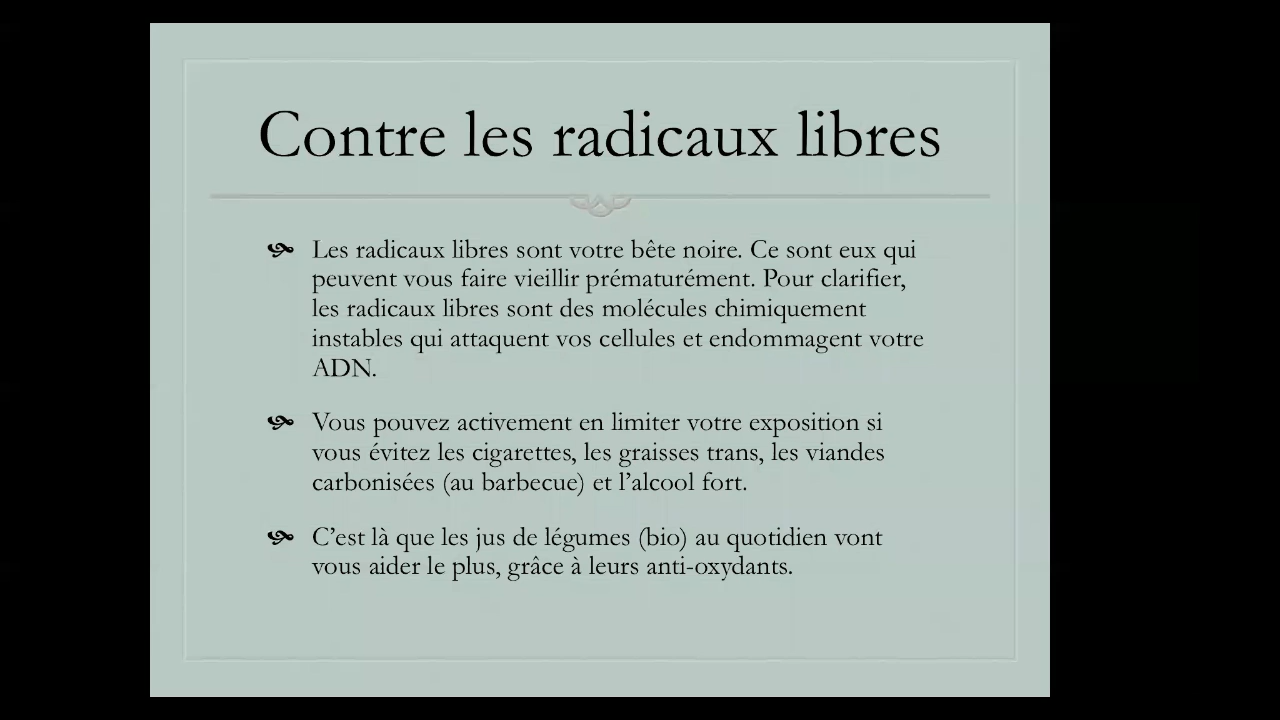 Contre les radicaux libres
Les radicaux libres sont votre bête noire. Ce sont eux qui
peuvent vous faire vieillir prématurément. Pour clarifier,
les radicaux libres sont des molécules chimiquement
instables qui attaquent vos cellules et endommagent votre
ADN.
Vous pouvez activement en limiter votre exposition si
vous évitez les cigarettes, les graisses trans, les viandes
carbonisées (au barbecue) et l’alcool fort.
C’est là que les jus de légumes (bio) au quotidien vont
vous aider le plus, grâce à leurs anti-oxydants.